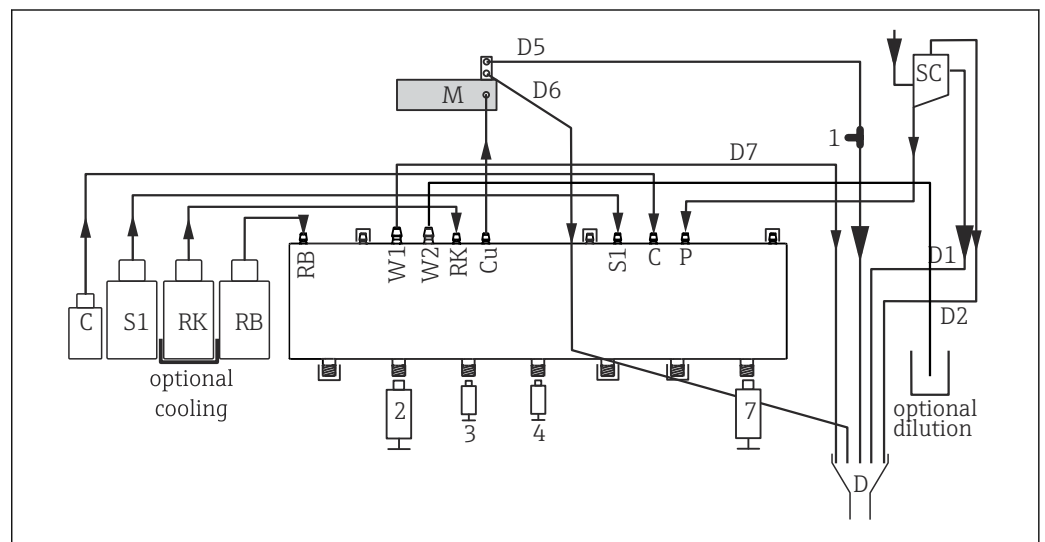 D5
SC
M
D6
1
D7
RB
W1
W2
RK
Cu
S1
C
P
D1
C
S1
RK
RB
D2
optional
cooling
2
3
4
7
optional
dilution
D